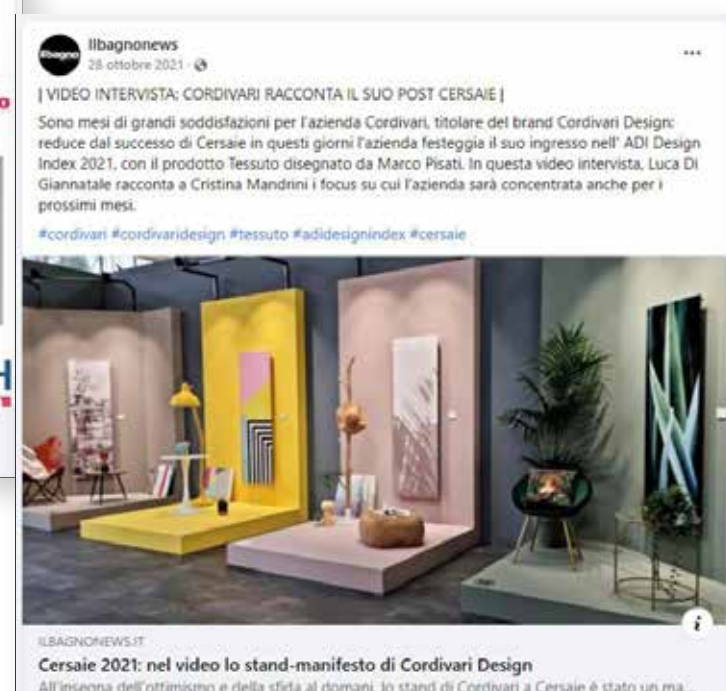 Ilbagno
Ilbagnonews
28 ottobre 2021 ·
| VIDEO INTERVISTA: CORDIVARI RACCONTA IL SUO POST CERSAIE |
Sono mesi di grandi soddisfazioni per l'azienda Cordivari, titolare del brand Cordivari Design:
reduce dal successo di Cersaie in questi giorni l'azienda festeggia il suo ingresso nell' ADI Design
Index 2021, con il prodotto Tessuto disegnato da Marco Pisati. In questa video intervista, Luca Di
Giannatale racconta a Cristina Mandrini i focus su cui l'azienda sarà concentrata anche per i
prossimi mesi.
#cordivari #cordivaridesign #tessuto #adidesignindex #cersaie
ILBAGNONEWS.IT
Cersaie 2021: nel video lo stand-manifesto di Cordivari Design
All'insegna dell'ottimismo e della sfida al domani, lo stand di Cordivari a Cersaie è stato un ma...